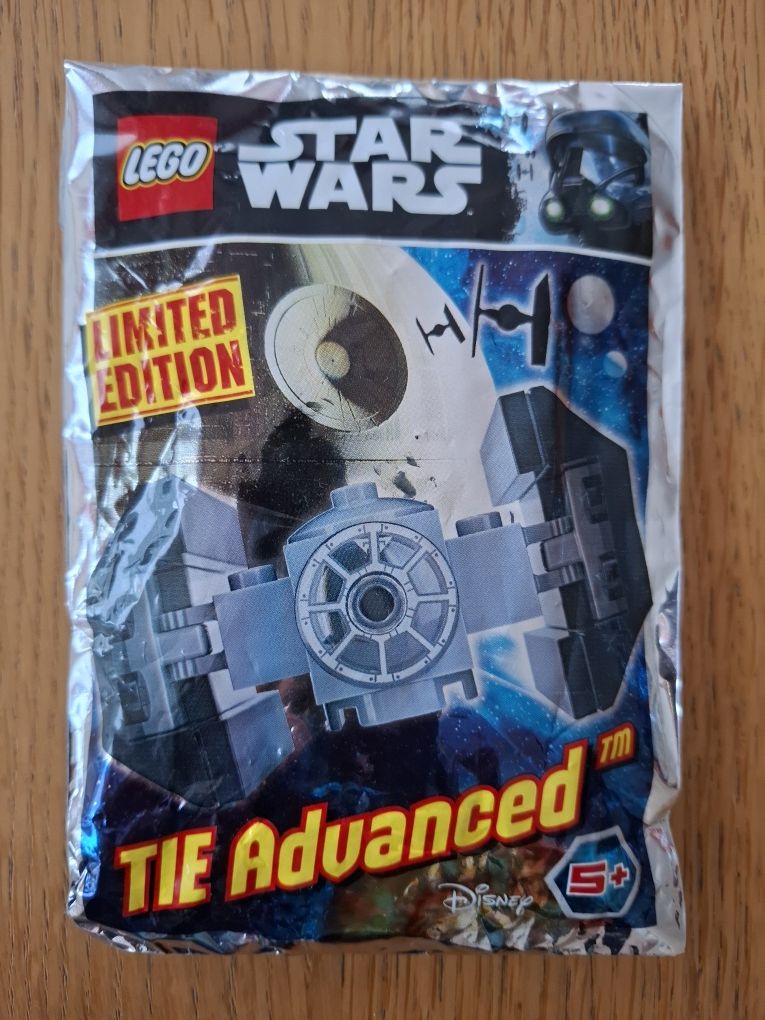 LEGO
STAR
WARS
LIMITED
EDITION
TIE Advanced™
Disney
5+